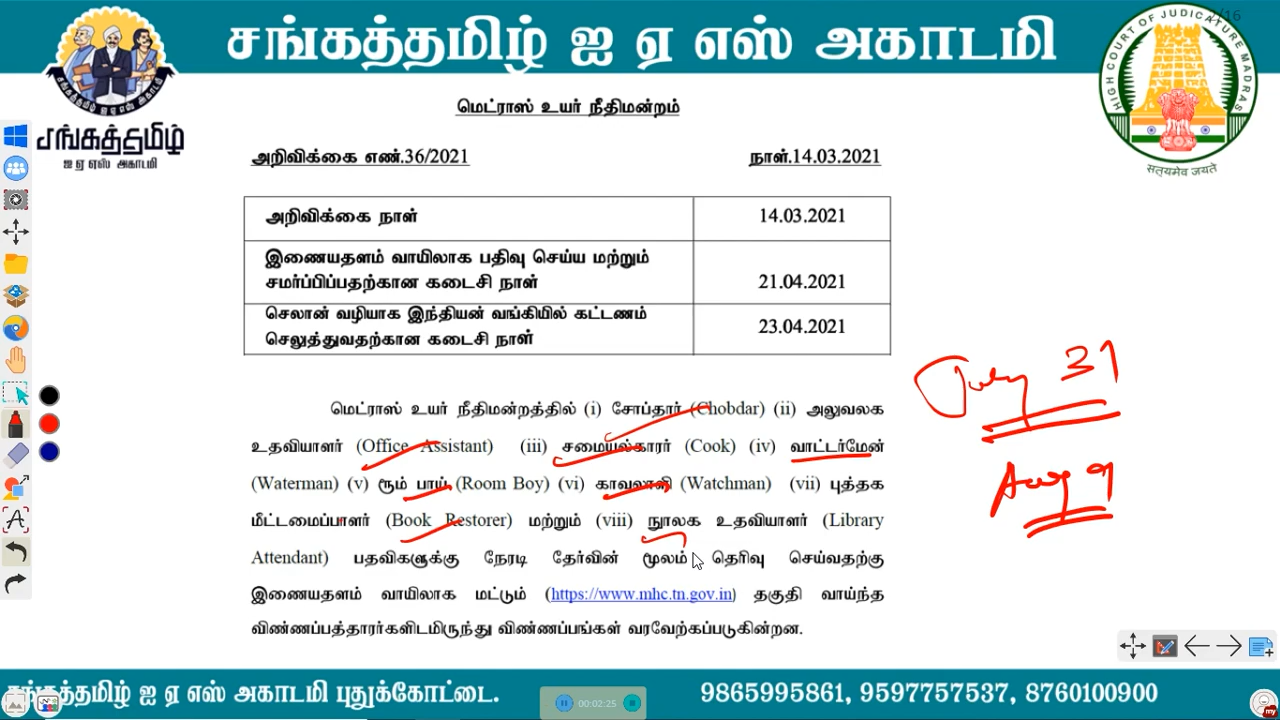 சங்கத்தமிழ் ஐ ஏ எஸ் அகாடமி
சங்கத்தமிழ்
ஐ ஏ எஸ் அகாடமி
HIGH COURT OF JUDICATURE MADRAS
सत्यमेव जयते
மெட்ராஸ் உயர் நீதிமன்றம்
அறிவிக்கை எண்.36/2021 நாள்.14.03.2021
அறிவிக்கை நாள் 14.03.2021
இணையதளம் வாயிலாக பதிவு செய்ய மற்றும்
சமர்ப்பிப்பதற்கான கடைசி நாள் 21.04.2021
செலான் வழியாக இந்தியன் வங்கியில் கட்டணம்
செலுத்துவதற்கான கடைசி நாள் 23.04.2021
July 31
Aug 9
மெட்ராஸ் உயர் நீதிமன்றத்தில் (i) சோப்தார் (Chobdar) (ii) அலுவலக
உதவியாளர் (Office Assistant) (iii) சமையல்காரர் (Cook) (iv) வாட்டர்மேன்
(Waterman) (v) ரூம் பாய் (Room Boy) (vi) காவலாளி (Watchman) (vii) புத்தக
மீட்டமைப்பாளர் (Book Restorer) மற்றும் (viii) நூலக உதவியாளர் (Library
Attendant) பதவிகளுக்கு நேரடி தேர்வின் மூலம் தெரிவு செய்வதற்கு
இணையதளம் வாயிலாக மட்டும் (https://www.mhc.tn.gov.in) தகுதி வாய்ந்த
விண்ணப்பத்தாரர்களிடமிருந்து விண்ணப்பங்கள் வரவேற்கப்படுகின்றன.
சங்கத்தமிழ் ஐ ஏ எஸ் அகாடமி புதுக்கோட்டை. 9865995861, 9597757537, 8760100900
00:02:25